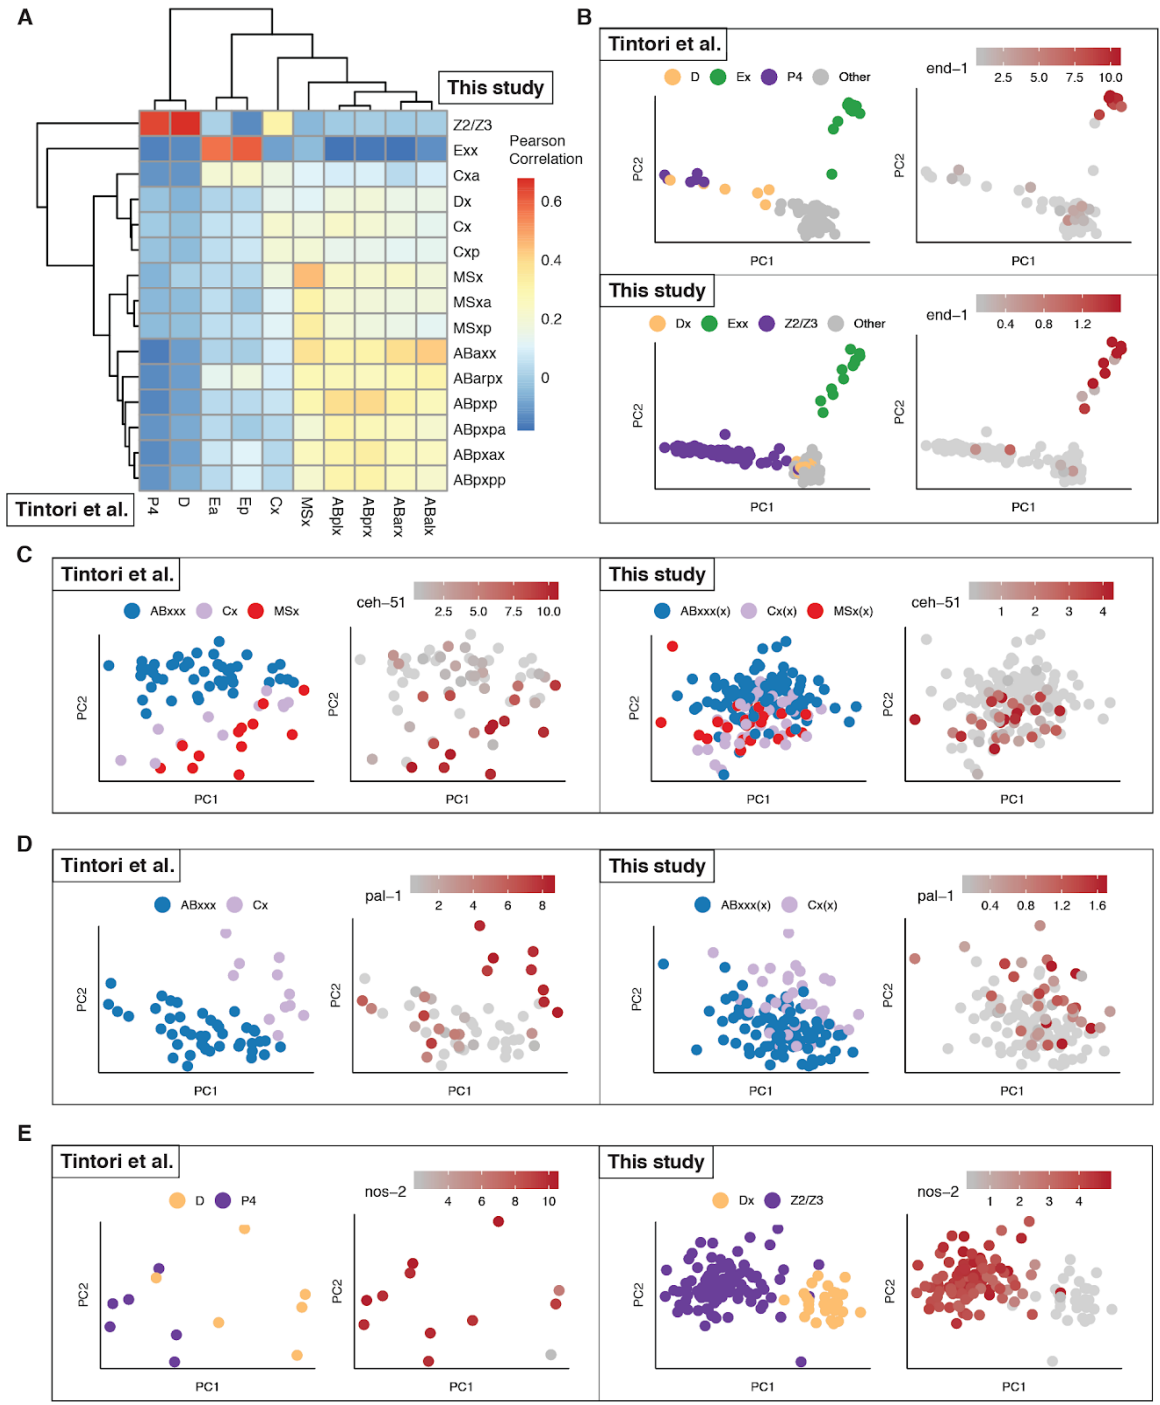 A
This study
Z2/Z3
Exx
Cxa
Dx
Cx
Cxp
MSx
MSxa
MSxp
ABaxx
ABarpx
ABpxp
ABpxpa
ABpxax
ABpxpp
Pearson
Correlation
0.6
0.4
0.2
0
Tintori et al.
P4
D
Ea
Ep
Cx
MSx
ABplx
ABprx
ABarx
ABalx
B
Tintori et al.
D Ex P4 Other
end−1
2.5 5.0 7.5 10.0
PC2
PC1
PC2
PC1
This study
Dx Exx Z2/Z3 Other
end−1
0.4 0.8 1.2
PC2
PC1
PC2
PC1
C
Tintori et al.
ABxxx Cx MSx
ceh−51
2.5 5.0 7.5 10.0
PC2
PC1
PC2
PC1
This study
ABxxx(x) Cx(x) MSx(x)
ceh−51
1 2 3 4
PC2
PC1
PC2
PC1
D
Tintori et al.
ABxxx Cx
pal−1
2 4 6 8
PC2
PC1
PC2
PC1
This study
ABxxx(x) Cx(x)
pal−1
0.4 0.8 1.2 1.6
PC2
PC1
PC2
PC1
E
Tintori et al.
D P4
nos−2
4 6 8 10
PC2
PC1
PC2
PC1
This study
Dx Z2/Z3
nos−2
1 2 3 4
PC2
PC1
PC2
PC1